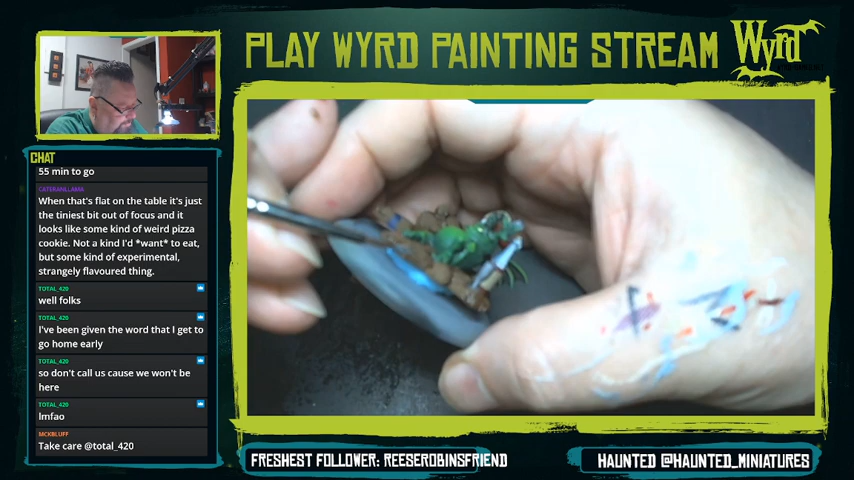 PLAY WYRD PAINTING STREAM
Wyrd
CHAT
55 min to go
CATERANLLAMA
When that's flat on the table it's just
the tiniest bit out of focus and it
looks like some kind of weird pizza
cookie. Not a kind I'd *want* to eat,
but some kind of experimental,
strangely flavoured thing.
TOTAL_420
well folks
TOTAL_420
I've been given the word that I get to
go home early
TOTAL_420
so don't call us cause we won't be
here
TOTAL_420
lmfao
MCKBLUFF
Take care @total_420
FRESHEST FOLLOWER: REESEROBINSFRIEND
HAUNTED @HAUNTED_MINIATURES